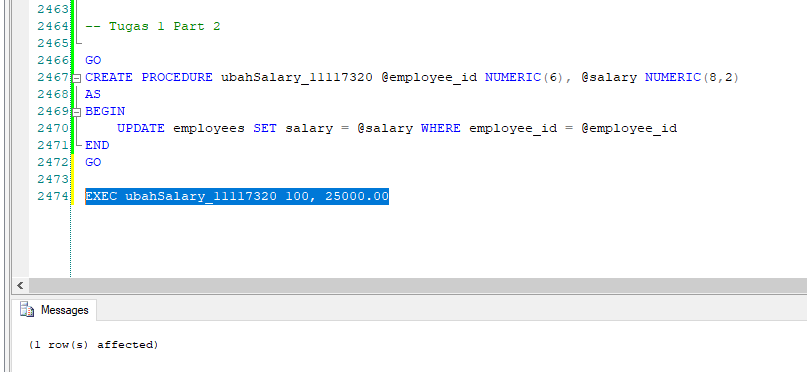 2463
2464 -- Tugas 1 Part 2
2465
2466 GO
2467 CREATE PROCEDURE ubahSalary_11117320 @employee_id NUMERIC(6), @salary NUMERIC(8,2)
2468 AS
2469 BEGIN
2470 UPDATE employees SET salary = @salary WHERE employee_id = @employee_id
2471 END
2472 GO
2473
2474 EXEC ubahSalary_11117320 100, 25000.00
Messages
(1 row(s) affected)